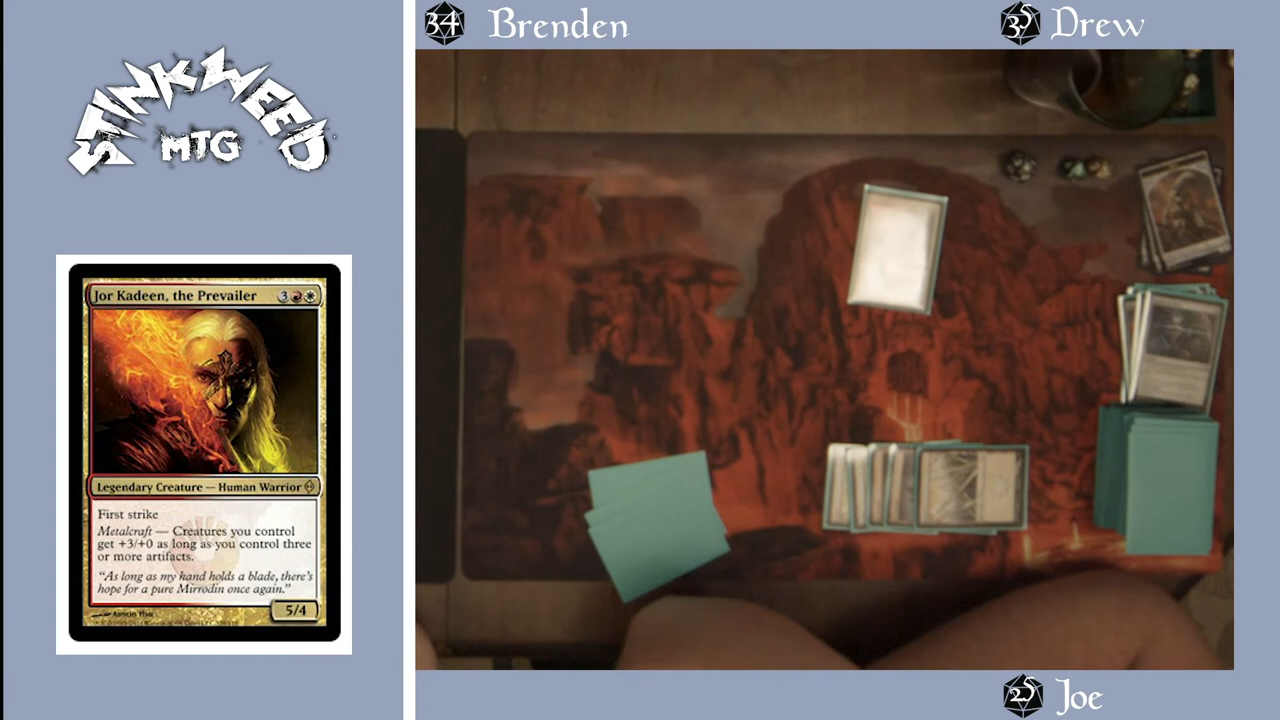 34 Brenden
35 Drew
STINKWEED
MTG
Jor Kadeen, the Prevailer 3
Legendary Creature — Human Warrior
First strike
Metalcraft — Creatures you control
get +3/+0 as long as you control three
or more artifacts.
"As long as my hand holds a blade, there's
hope for a pure Mirrodin once again."
5/4
25 Joe